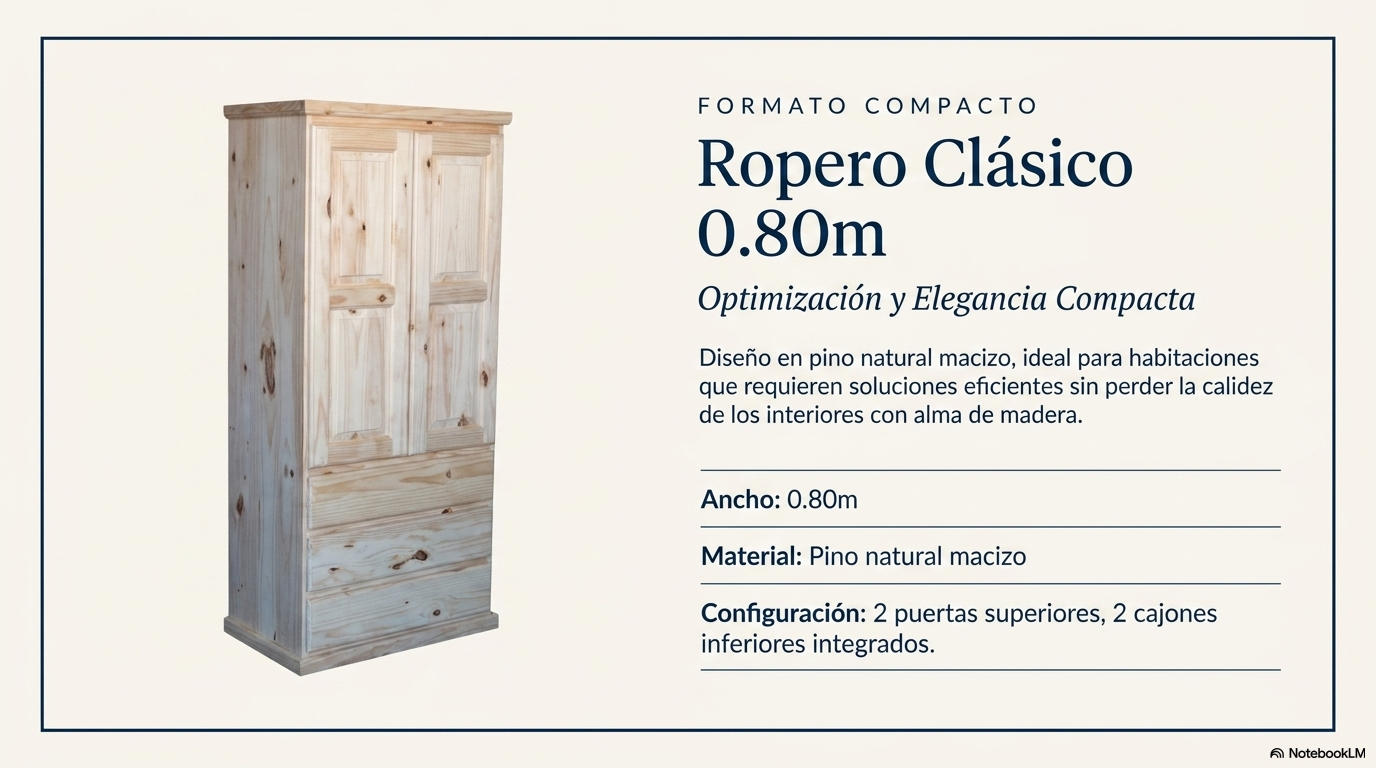 FORMATO COMPACTO
Ropero Clásico
0.80m
Optimización y Elegancia Compacta
Diseño en pino natural macizo, ideal para habitaciones
que requieren soluciones eficientes sin perder la calidez
de los interiores con alma de madera.
Ancho: 0.80m
Material: Pino natural macizo
Configuración: 2 puertas superiores, 2 cajones
inferiores integrados.
NotebookLM